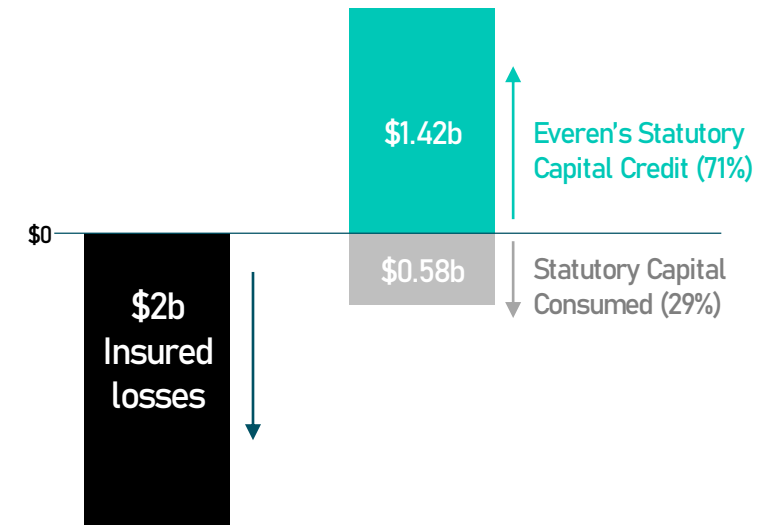 $1.42b
Everen's Statutory
Capital Credit (71%)
$0
$2b
Insured
losses
$0.58b
Statutory Capital
Consumed (29%)